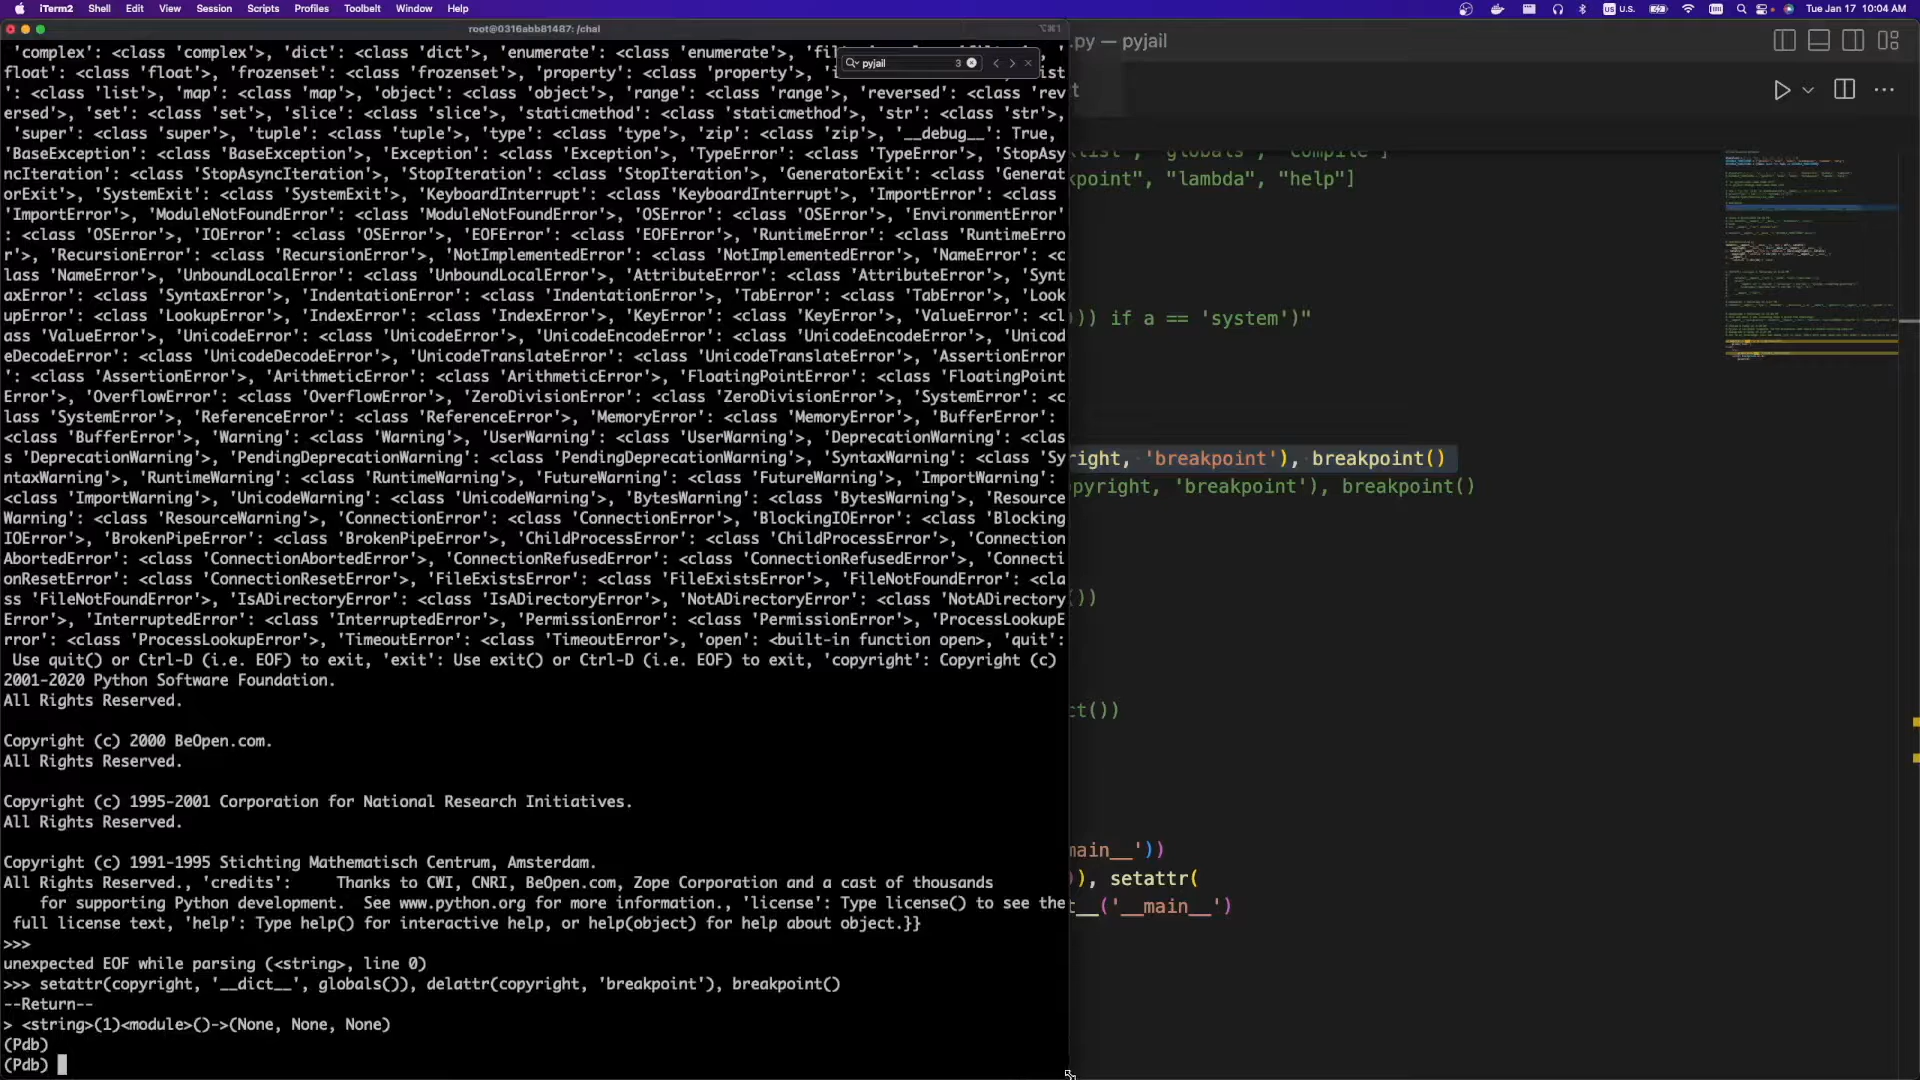 iTerm2 Shell Edit View Session Scripts Profiles Toolbelt Window Help U.S. Tue Jan 17 10:04 AM
root@0316abb81487: /chal ⌥⌘1
.py — pyjail
pyjail 3
'complex': <class 'complex'>, 'dict': <class 'dict'>, 'enumerate': <class 'enumerate'>,
float': <class 'float'>, 'frozenset': <class 'frozenset'>, 'property': <class 'property'>,
': <class 'list'>, 'map': <class 'map'>, 'object': <class 'object'>, 'range': <class 'range'>, 'reversed': <class 'rev
ersed'>, 'set': <class 'set'>, 'slice': <class 'slice'>, 'staticmethod': <class 'staticmethod'>, 'str': <class 'str'>,
'super': <class 'super'>, 'tuple': <class 'tuple'>, 'type': <class 'type'>, 'zip': <class 'zip'>, '__debug__': True,
'BaseException': <class 'BaseException'>, 'Exception': <class 'Exception'>, 'TypeError': <class 'TypeError'>, 'StopAsy
ncIteration': <class 'StopAsyncIteration'>, 'StopIteration': <class 'StopIteration'>, 'GeneratorExit': <class 'Generat
orExit'>, 'SystemExit': <class 'SystemExit'>, 'KeyboardInterrupt': <class 'KeyboardInterrupt'>, 'ImportError': <class
'ImportError'>, 'ModuleNotFoundError': <class 'ModuleNotFoundError'>, 'OSError': <class 'OSError'>, 'EnvironmentError'
: <class 'OSError'>, 'IOError': <class 'OSError'>, 'EOFError': <class 'EOFError'>, 'RuntimeError': <class 'RuntimeErro
r'>, 'RecursionError': <class 'RecursionError'>, 'NotImplementedError': <class 'NotImplementedError'>, 'NameError': <c
lass 'NameError'>, 'UnboundLocalError': <class 'UnboundLocalError'>, 'AttributeError': <class 'AttributeError'>, 'Synt
axError': <class 'SyntaxError'>, 'IndentationError': <class 'IndentationError'>, 'TabError': <class 'TabError'>, 'Look
upError': <class 'LookupError'>, 'IndexError': <class 'IndexError'>, 'KeyError': <class 'KeyError'>, 'ValueError': <cl
ass 'ValueError'>, 'UnicodeError': <class 'UnicodeError'>, 'UnicodeEncodeError': <class 'UnicodeEncodeError'>, 'Unicod
eDecodeError': <class 'UnicodeDecodeError'>, 'UnicodeTranslateError': <class 'UnicodeTranslateError'>, 'AssertionError
': <class 'AssertionError'>, 'ArithmeticError': <class 'ArithmeticError'>, 'FloatingPointError': <class 'FloatingPoint
Error'>, 'OverflowError': <class 'OverflowError'>, 'ZeroDivisionError': <class 'ZeroDivisionError'>, 'SystemError': <c
lass 'SystemError'>, 'ReferenceError': <class 'ReferenceError'>, 'MemoryError': <class 'MemoryError'>, 'BufferError':
<class 'BufferError'>, 'Warning': <class 'Warning'>, 'UserWarning': <class 'UserWarning'>, 'DeprecationWarning': <clas
s 'DeprecationWarning'>, 'PendingDeprecationWarning': <class 'PendingDeprecationWarning'>, 'SyntaxWarning': <class 'Sy
ntaxWarning'>, 'RuntimeWarning': <class 'RuntimeWarning'>, 'FutureWarning': <class 'FutureWarning'>, 'ImportWarning':
<class 'ImportWarning'>, 'UnicodeWarning': <class 'UnicodeWarning'>, 'BytesWarning': <class 'BytesWarning'>, 'Resource
Warning': <class 'ResourceWarning'>, 'ConnectionError': <class 'ConnectionError'>, 'BlockingIOError': <class 'Blocking
IOError'>, 'BrokenPipeError': <class 'BrokenPipeError'>, 'ChildProcessError': <class 'ChildProcessError'>, 'Connection
AbortedError': <class 'ConnectionAbortedError'>, 'ConnectionRefusedError': <class 'ConnectionRefusedError'>, 'Connecti
onResetError': <class 'ConnectionResetError'>, 'FileExistsError': <class 'FileExistsError'>, 'FileNotFoundError': <cla
ss 'FileNotFoundError'>, 'IsADirectoryError': <class 'IsADirectoryError'>, 'NotADirectoryError': <class 'NotADirectory
Error'>, 'InterruptedError': <class 'InterruptedError'>, 'PermissionError': <class 'PermissionError'>, 'ProcessLookupE
rror': <class 'ProcessLookupError'>, 'TimeoutError': <class 'TimeoutError'>, 'open': <built-in function open>, 'quit':
Use quit() or Ctrl-D (i.e. EOF) to exit, 'exit': Use exit() or Ctrl-D (i.e. EOF) to exit, 'copyright': Copyright (c)
2001-2020 Python Software Foundation.
All Rights Reserved.
Copyright (c) 2000 BeOpen.com.
All Rights Reserved.
Copyright (c) 1995-2001 Corporation for National Research Initiatives.
All Rights Reserved.
Copyright (c) 1991-1995 Stichting Mathematisch Centrum, Amsterdam.
All Rights Reserved., 'credits':     Thanks to CWI, CNRI, BeOpen.com, Zope Corporation and a cast of thousands
for supporting Python development.  See www.python.org for more information., 'license': Type license() to see the
full license text, 'help': Type help() for interactive help, or help(object) for help about object.}}
>>>
unexpected EOF while parsing (<string>, line 0)
>>> setattr(copyright, '__dict__', globals()), delattr(copyright, 'breakpoint'), breakpoint()
--Return--
> <string>(1)<module>()->(None, None, None)
(Pdb)
(Pdb)
"globals", "compile"]
kpoint", "lambda", "help"]
))) if a == 'system')"
right, 'breakpoint'), breakpoint()
pyright, 'breakpoint'), breakpoint()
())
ct())
main__'))
)), setattr(
t__('__main__')